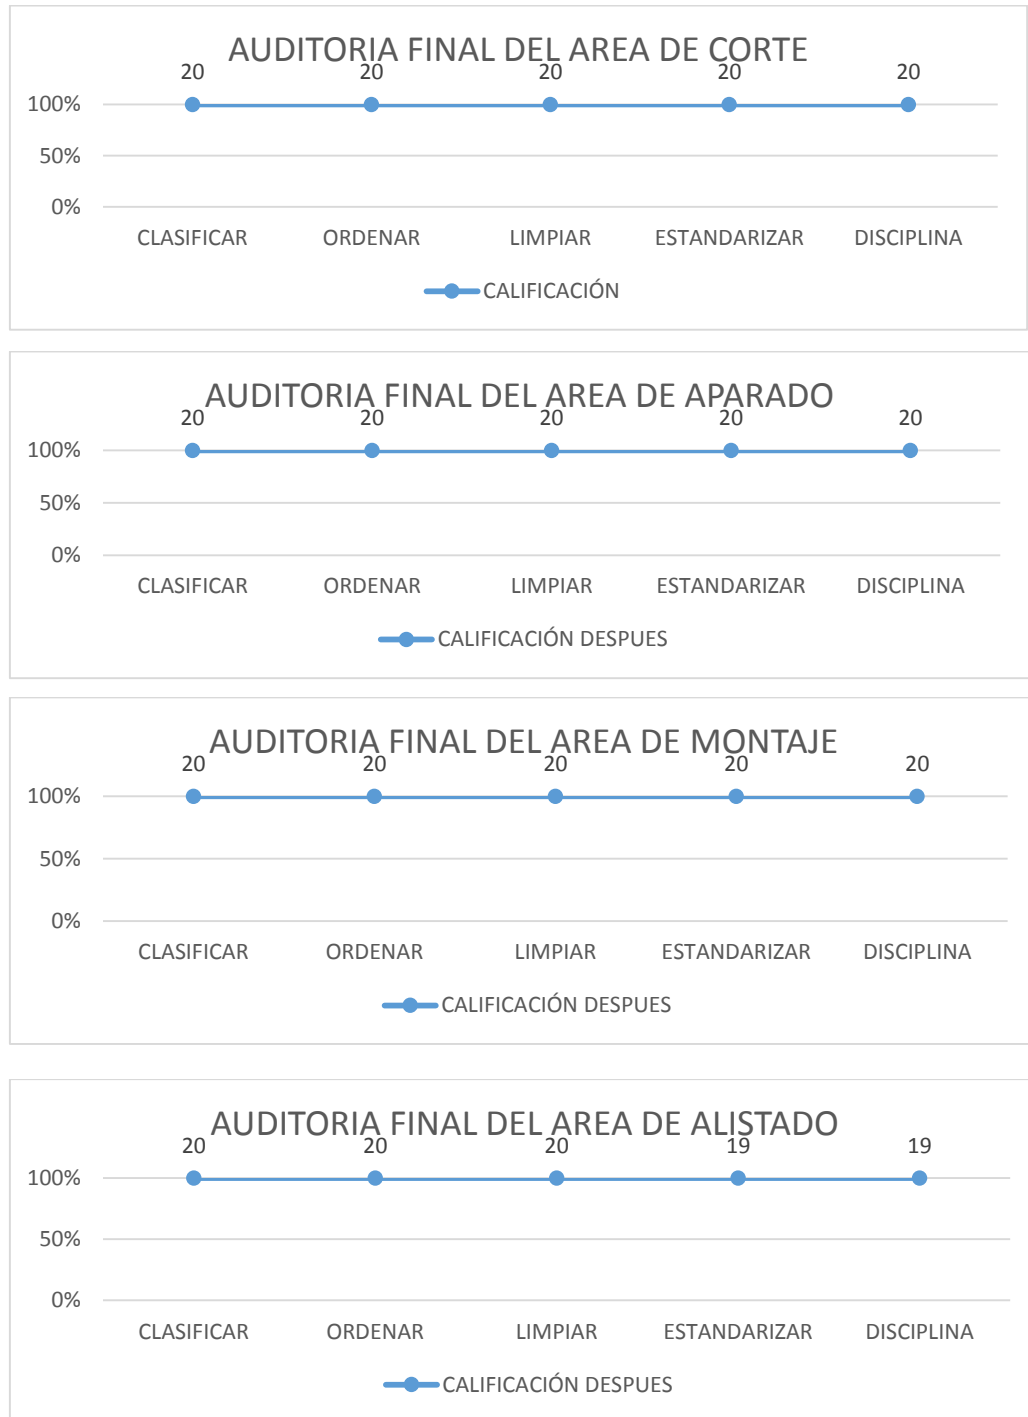 AUDITORIA FINAL DEL AREA DE CORTE
20 20 20 20 20
100%
50%
0%
CLASIFICAR ORDENAR LIMPIAR ESTANDARIZAR DISCIPLINA
CALIFICACIÓN
AUDITORIA FINAL DEL AREA DE APARADO
20 20 20 20 20
100%
50%
0%
CLASIFICAR ORDENAR LIMPIAR ESTANDARIZAR DISCIPLINA
CALIFICACIÓN DESPUES
AUDITORIA FINAL DEL AREA DE MONTAJE
20 20 20 20 20
100%
50%
0%
CLASIFICAR ORDENAR LIMPIAR ESTANDARIZAR DISCIPLINA
CALIFICACIÓN DESPUES
AUDITORIA FINAL DEL AREA DE ALISTADO
20 20 20 19 19
100%
50%
0%
CLASIFICAR ORDENAR LIMPIAR ESTANDARIZAR DISCIPLINA
CALIFICACIÓN DESPUES